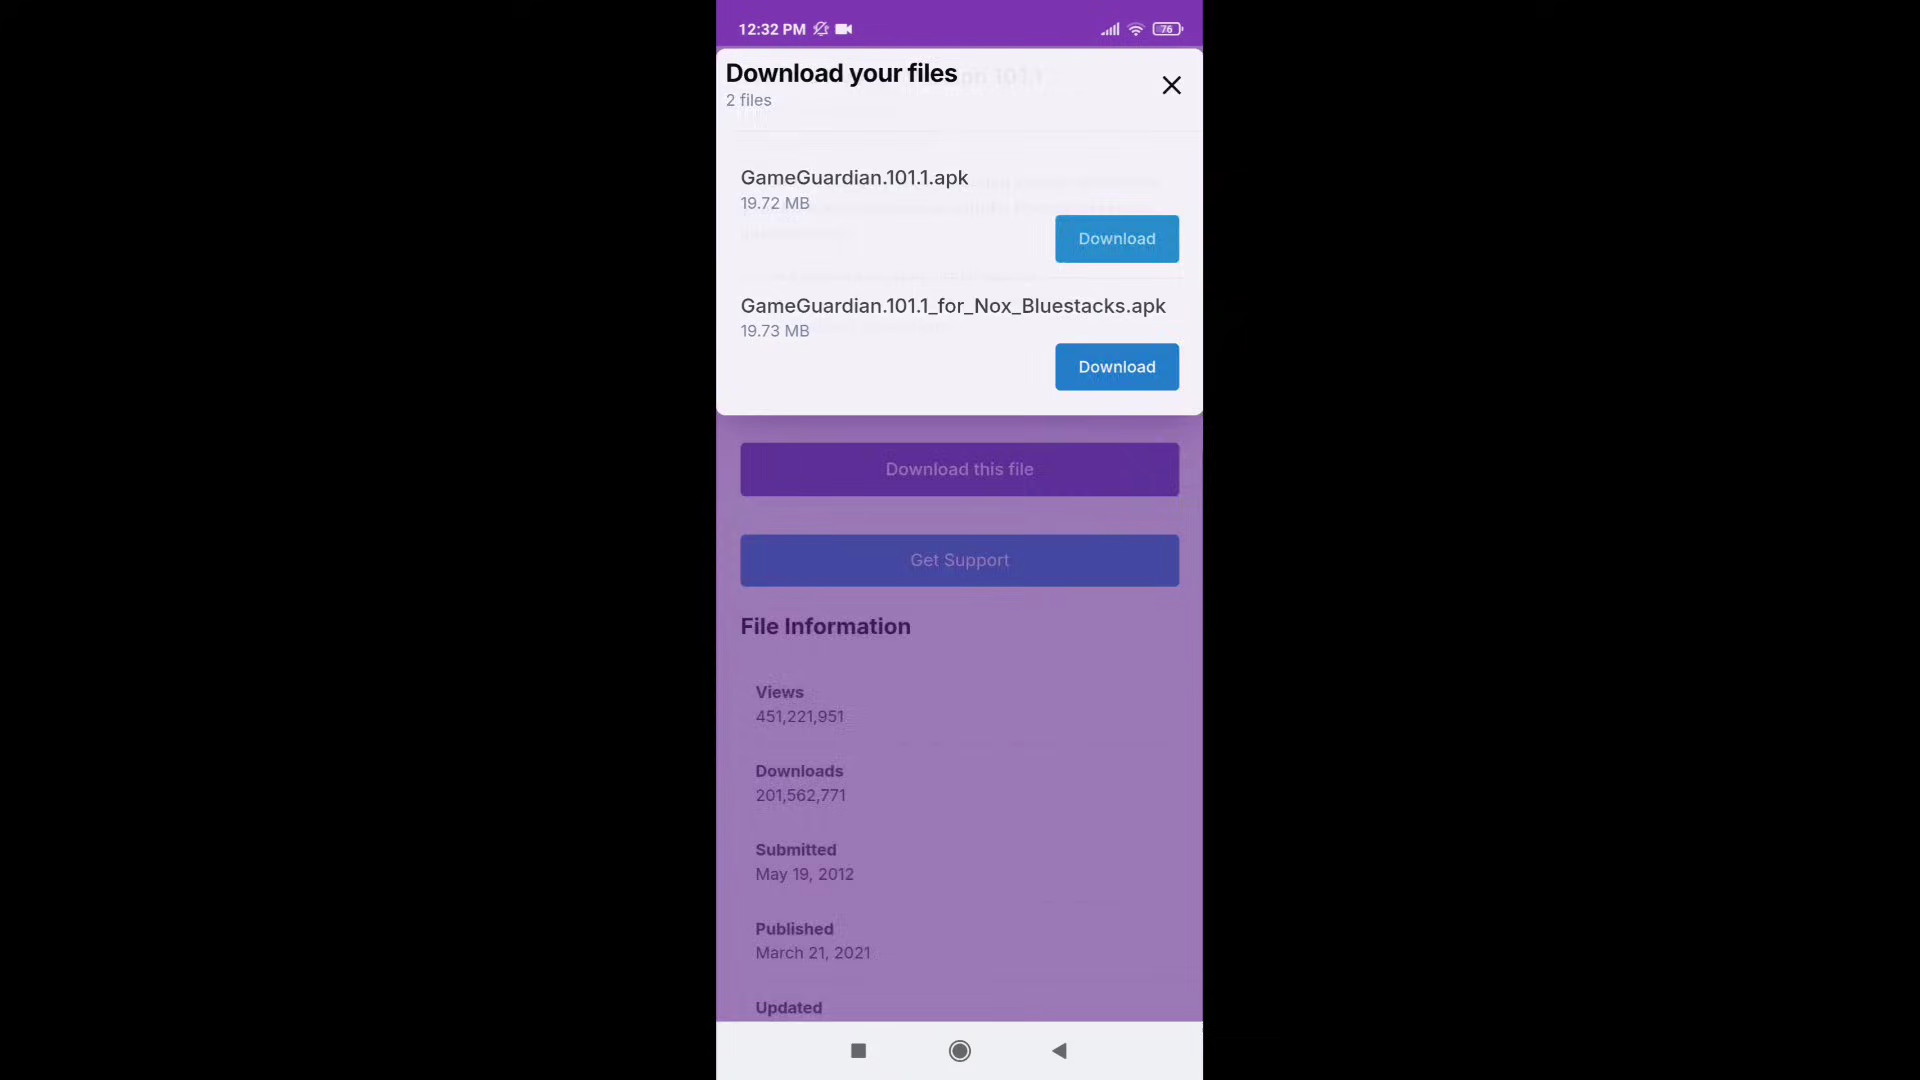 12:32 PM
76
Download your files
2 files
GameGuardian.101.1.apk
19.72 MB
Download
GameGuardian.101.1_for_Nox_Bluestacks.apk
19.73 MB
Download
Download this file
Get Support
File Information
Views
451,221,951
Downloads
201,562,771
Submitted
May 19, 2012
Published
March 21, 2021
Updated